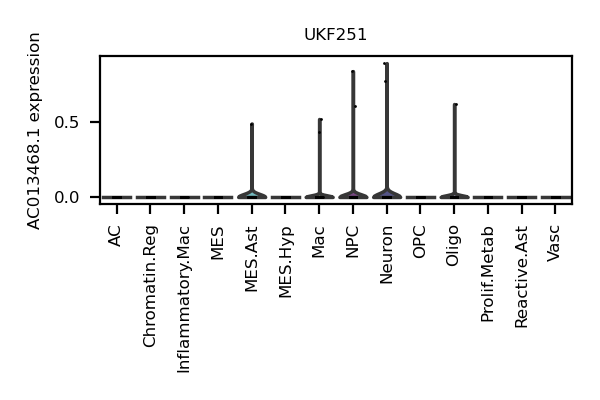 UKF251
AC013468.1 expression
0.5
0.0
AC
Chromatin.Reg
Inflammatory.Mac
MES
MES.Ast
MES.Hyp
Mac
NPC
Neuron
OPC
Oligo
Prolif.Metab
Reactive.Ast
Vasc